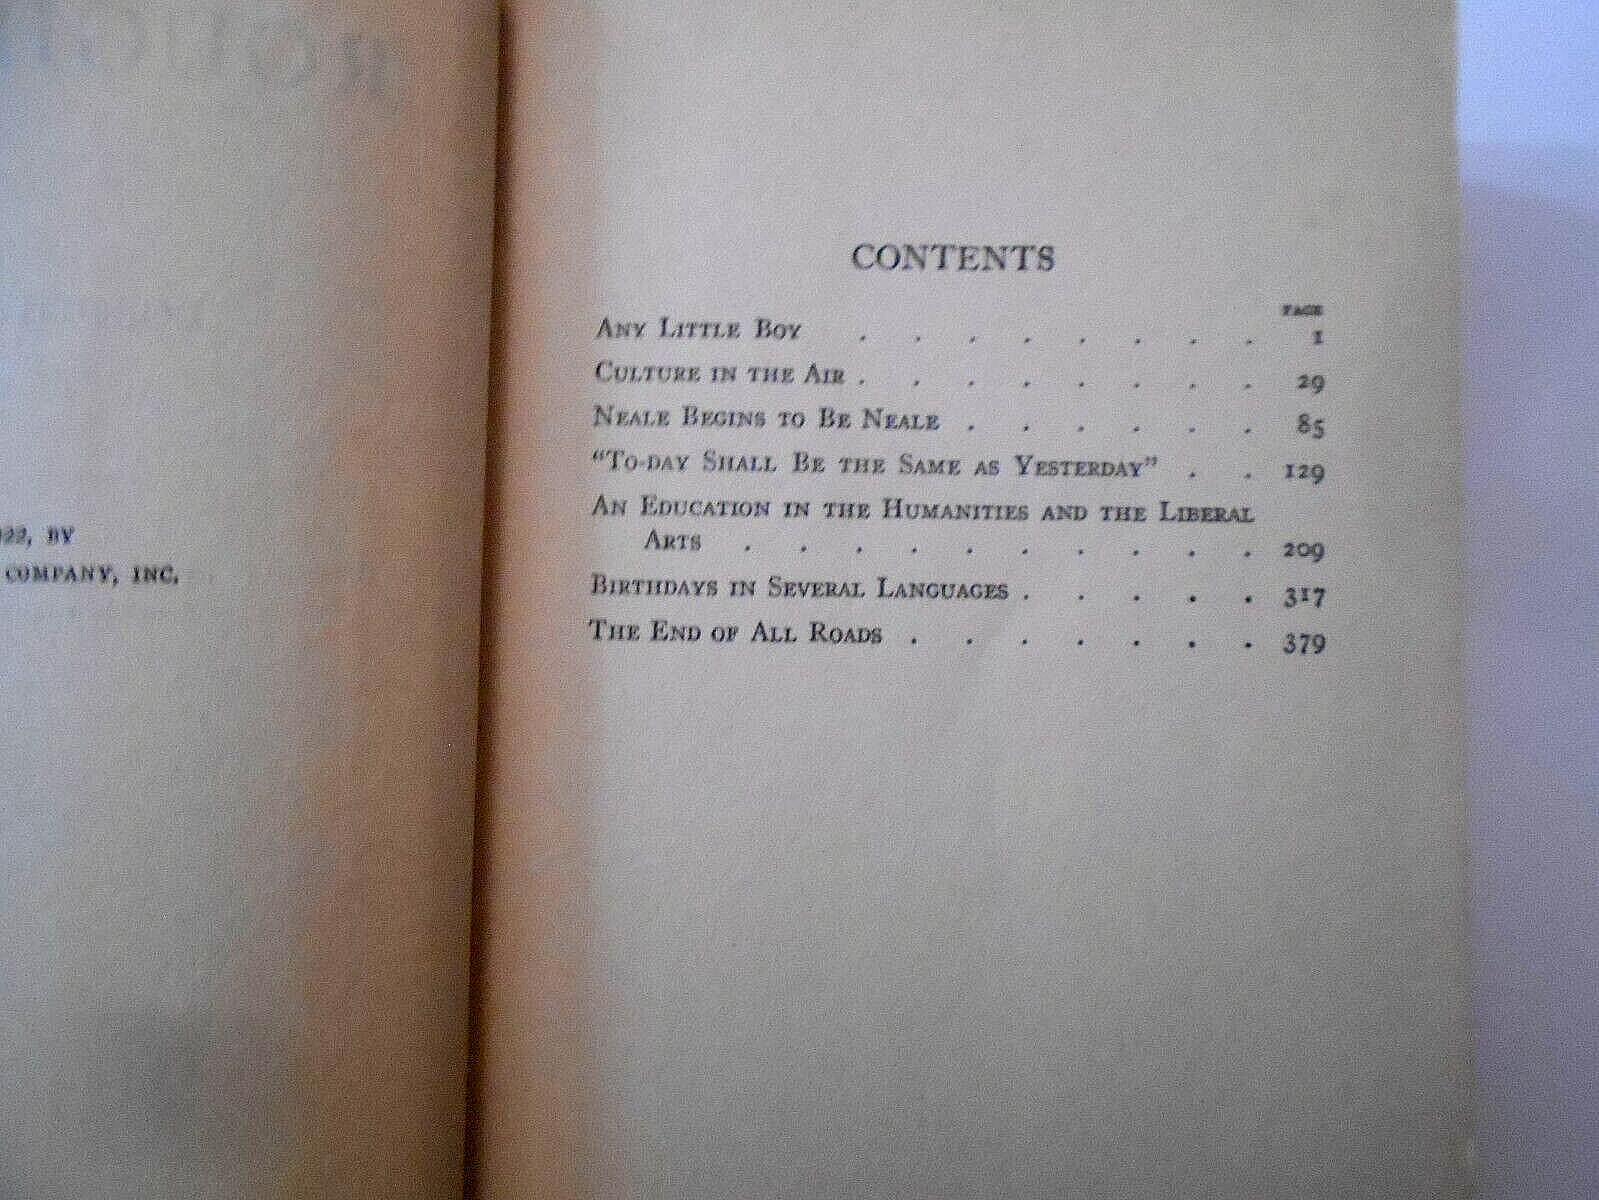 922, BY
COMPANY, INC.
CONTENTS
PAGE
ANY LITTLE BOY . . . . . . . . 1
CULTURE IN THE AIR . . . . . . . . 29
NEALE BEGINS TO BE NEALE . . . . . . 85
"TO-DAY SHALL BE THE SAME AS YESTERDAY" . . 129
AN EDUCATION IN THE HUMANITIES AND THE LIBERAL
ARTS . . . . . . . . . . 209
BIRTHDAYS IN SEVERAL LANGUAGES . . . . . 317
THE END OF ALL ROADS . . . . . . . 379